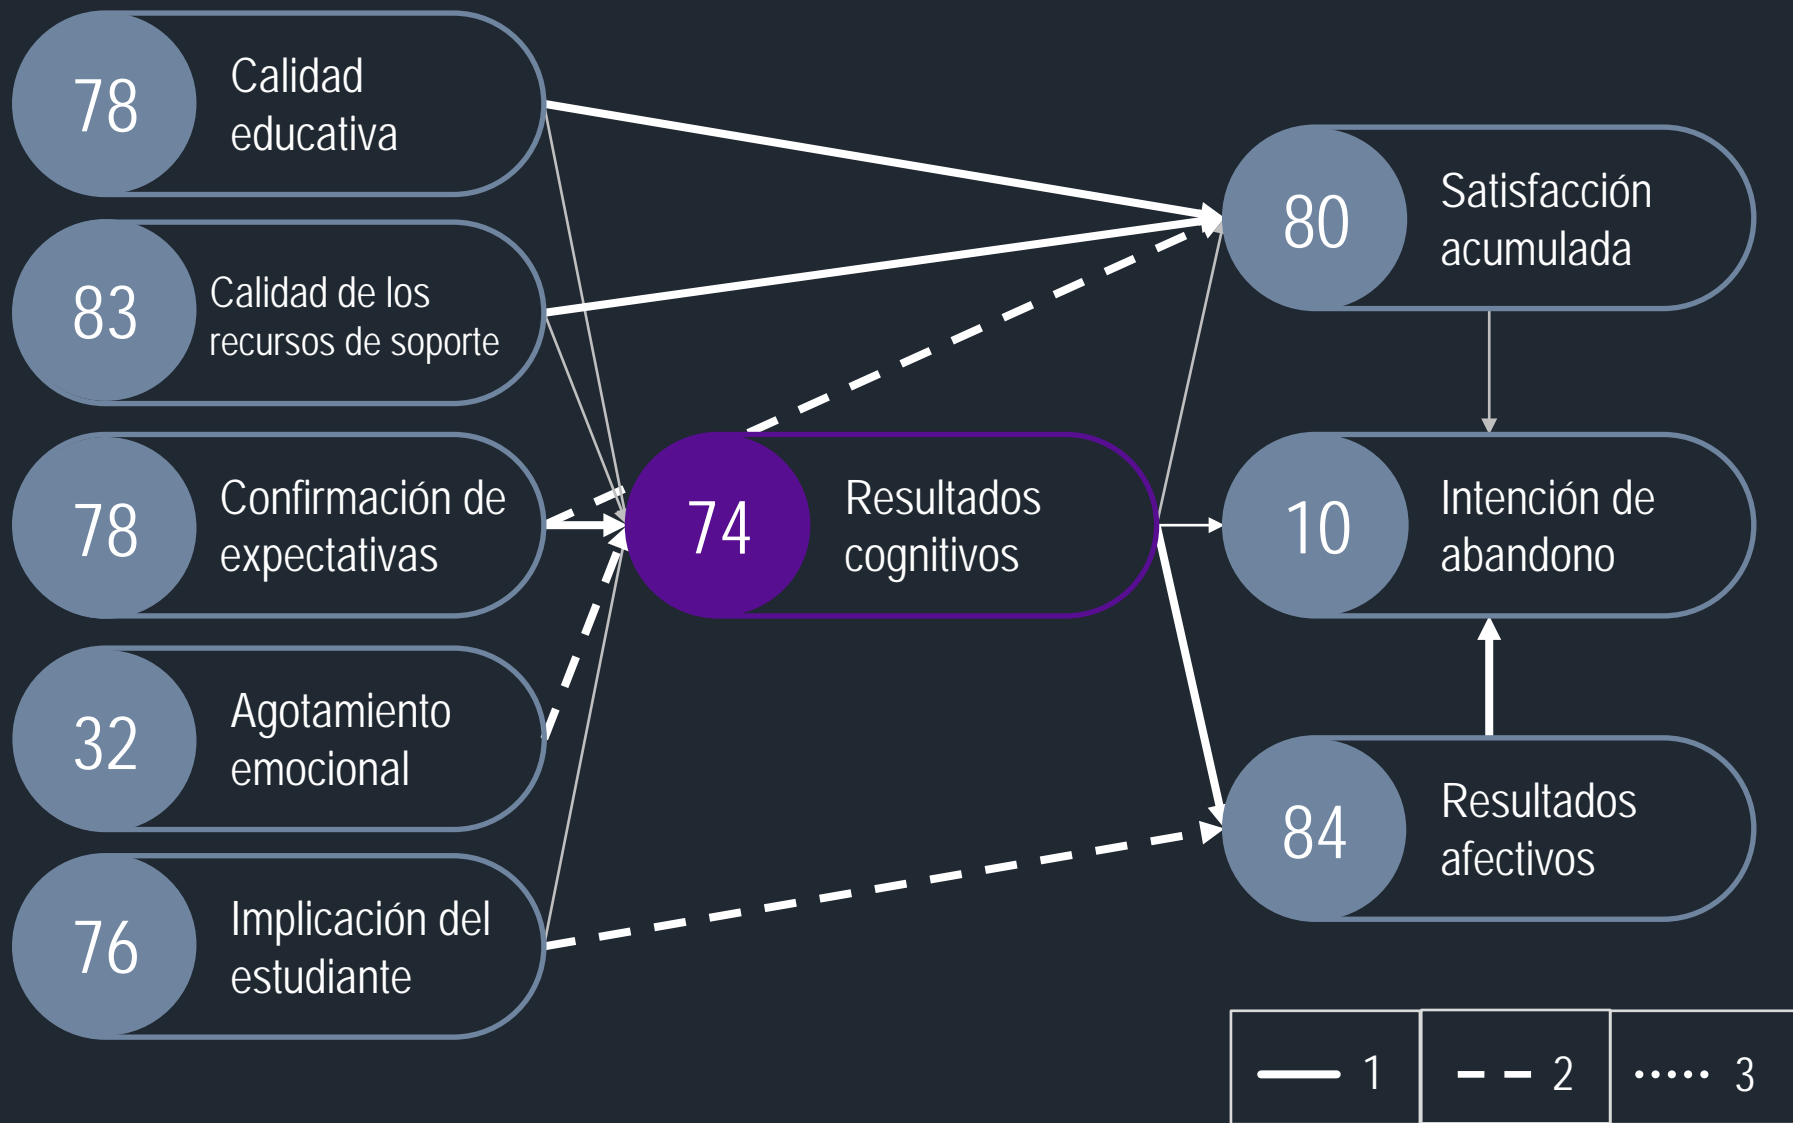 78
Calidad
educativa
83
Calidad de los
recursos de soporte
78
Confirmación de
expectativas
32
Agotamiento
emocional
76
Implicación del
estudiante
74
Resultados
cognitivos
80
Satisfacción
acumulada
10
Intención de
abandono
84
Resultados
afectivos
1
2
3